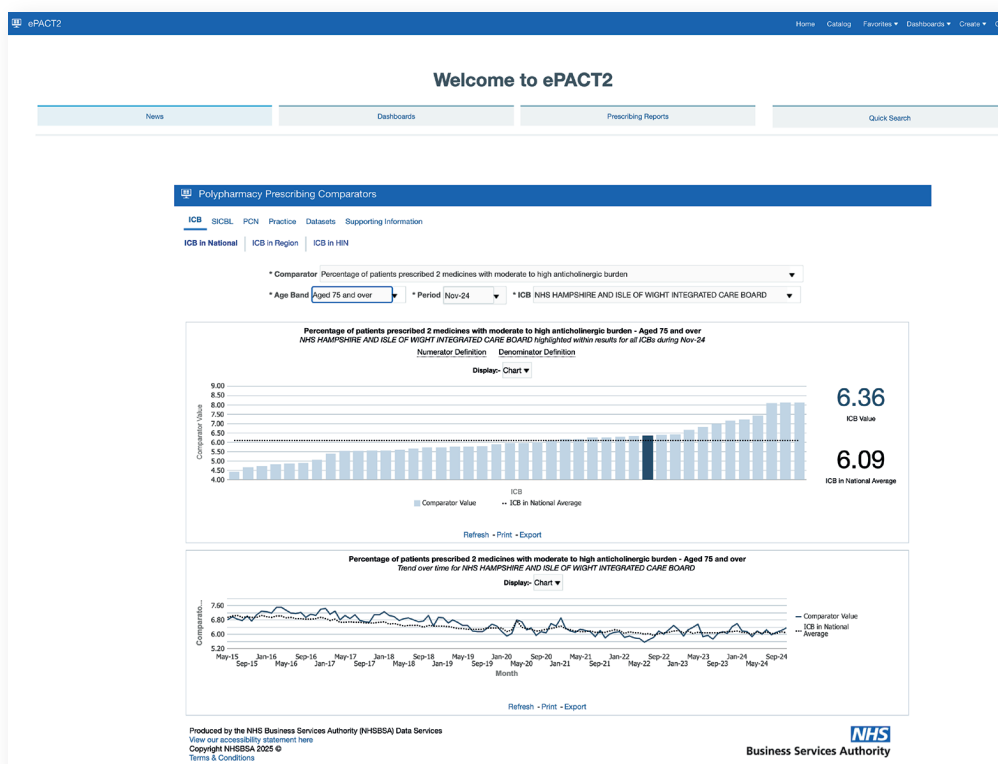 ePACT2
Home Catalog Favorites Dashboards Create
Welcome to ePACT2
News Dashboards Prescribing Reports Quick Search
Polypharmacy Prescribing Comparators
ICB SICBL PCN Practice Datasets Supporting Information
ICB in National ICB in Region ICB in HIN
* Comparator Percentage of patients prescribed 2 medicines with moderate to high anticholinergic burden
* Age Band Aged 75 and over * Period Nov-24 * ICB NHS HAMPSHIRE AND ISLE OF WIGHT INTEGRATED CARE BOARD
Percentage of patients prescribed 2 medicines with moderate to high anticholinergic burden - Aged 75 and over
NHS HAMPSHIRE AND ISLE OF WIGHT INTEGRATED CARE BOARD highlighted within results for all ICBs during Nov-24
Numerator Definition Denominator Definition
Display:- Chart
Comparator Value
9.00
8.50
8.00
7.50
7.00
6.50
6.00
5.50
5.00
4.50
4.00
ICB
Comparator Value ICB in National Average
6.36
ICB Value
6.09
ICB in National Average
Refresh - Print - Export
Percentage of patients prescribed 2 medicines with moderate to high anticholinergic burden - Aged 75 and over
Trend over time for NHS HAMPSHIRE AND ISLE OF WIGHT INTEGRATED CARE BOARD
Display:- Chart
Comparato...
7.60
6.80
6.00
5.20
May-15 Jan-16 Sep-16 May-17 Jan-18 Sep-18 May-19 Jan-20 Sep-20 May-21 Jan-22 Sep-22 May-23 Jan-24 Sep-24
Sep-15 May-16 Jan-17 Sep-17 May-18 Jan-19 Sep-19 May-20 Jan-21 Sep-21 May-22 Jan-23 Sep-23 May-24
Month
Comparator Value
ICB in National
Average
Refresh - Print - Export
Produced by the NHS Business Services Authority (NHSBSA) Data Services
View our accessibility statement here
Copyright NHSBSA 2025 ©
Terms & Conditions
NHS
Business Services Authority